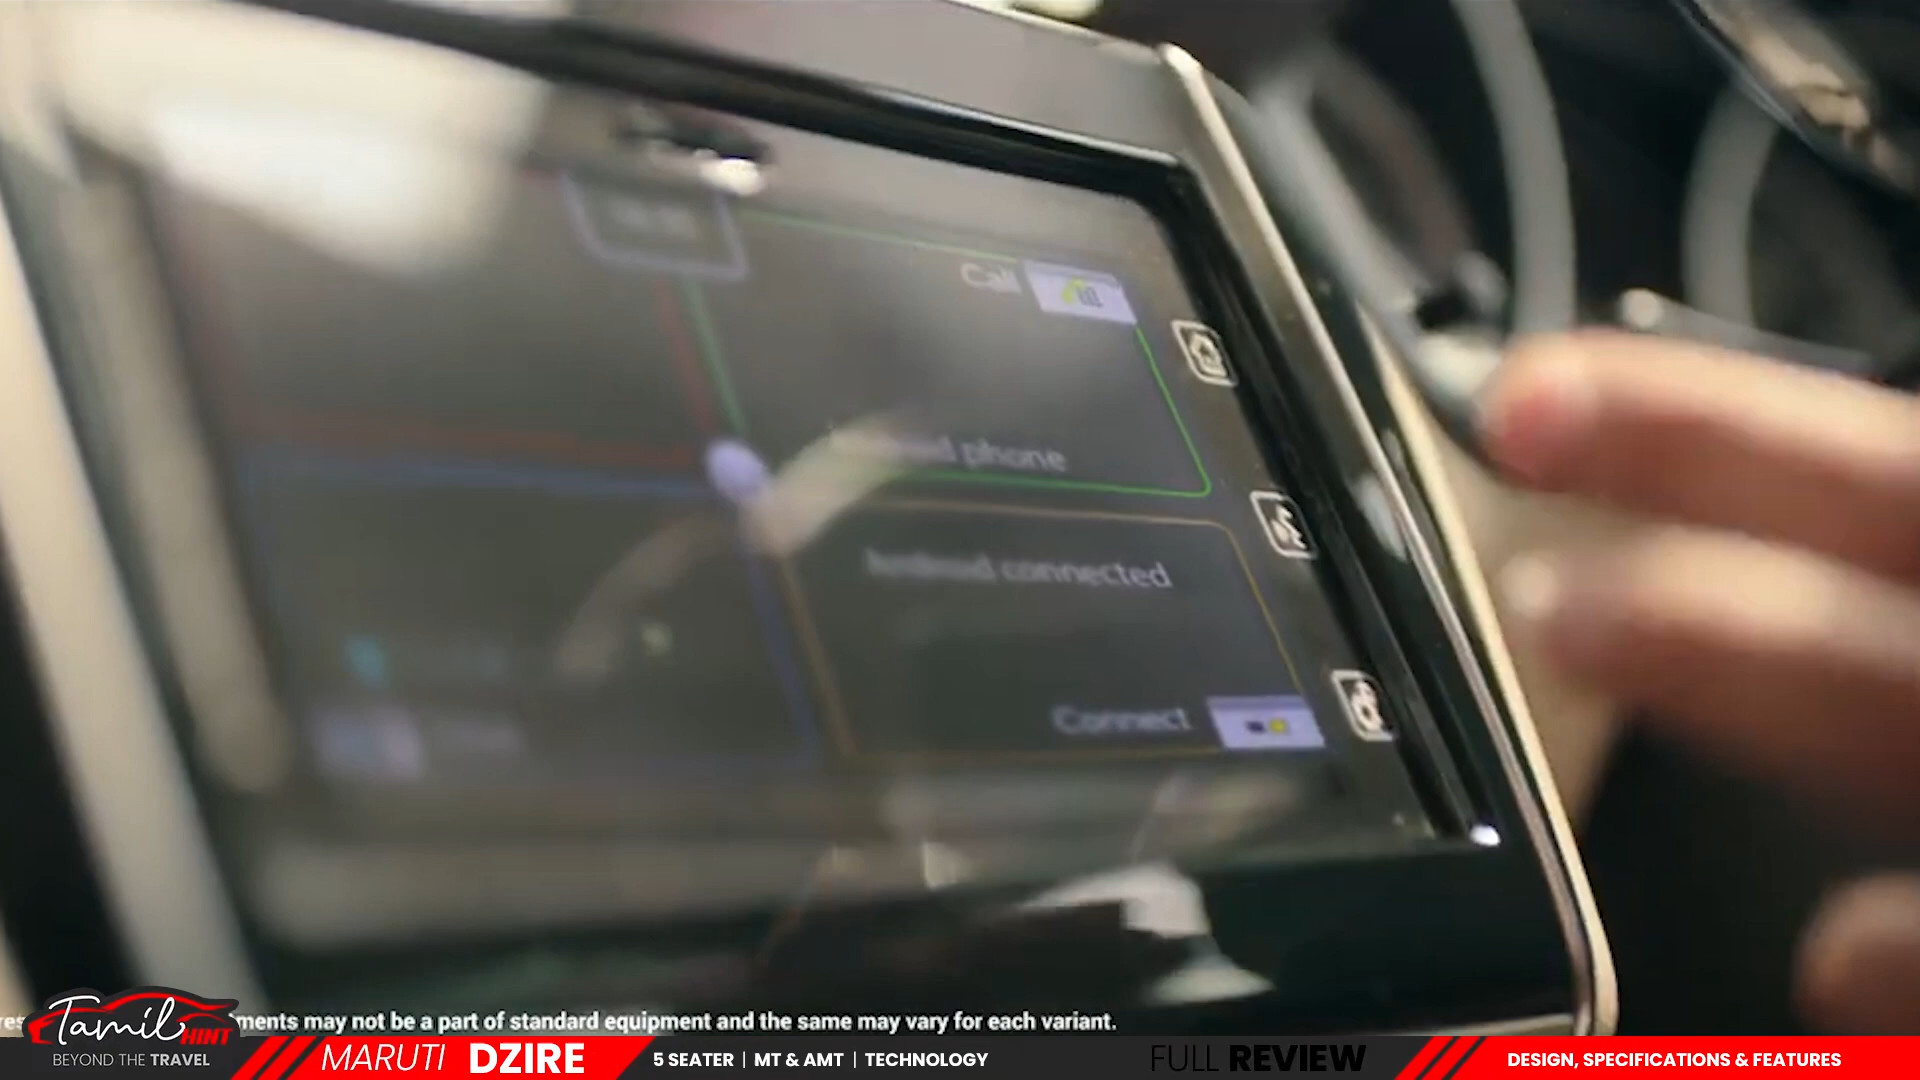 Call
phone
connected
Connect
ments may not be a part of standard equipment and the same may vary for each variant.
Tamil HINT
BEYOND THE TRAVEL
MARUTI DZIRE
5 SEATER | MT & AMT | TECHNOLOGY
FULL REVIEW
DESIGN, SPECIFICATIONS & FEATURES